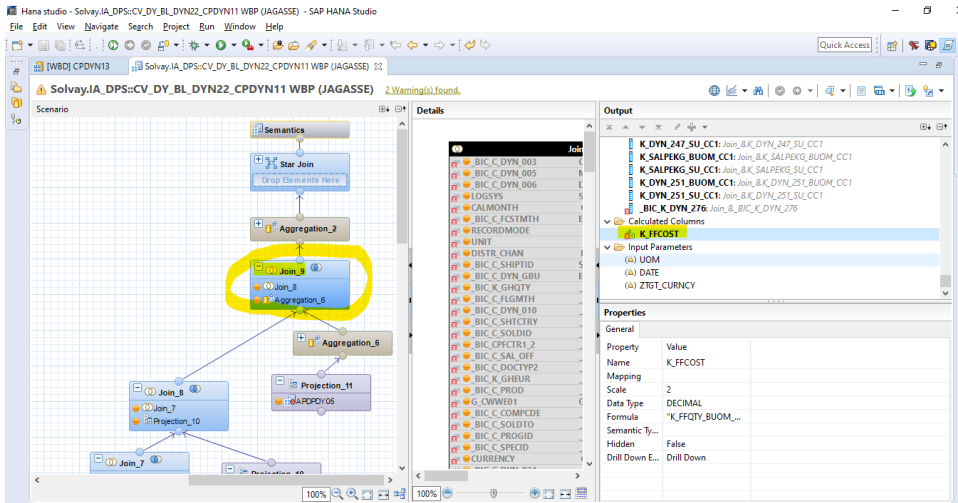 Hana studio - Solvay.IA_DPS::CV_DY_BL_DYN22_CPDYN11 WBP (JAGASSE) - SAP HANA Studio
File Edit View Navigate Search Project Run Window Help
Quick Access
[WBD] CPDYN13
Solvay.IA_DPS::CV_DY_BL_DYN22_CPDYN11 WBP (JAGASSE)
Solvay.IA_DPS::CV_DY_BL_DYN22_CPDYN11 WBP (JAGASSE) 2 Warning(s) found.
Scenario
Semantics
Star Join
Drop Elements Here
Aggregation_2
Join_9
Join_8
Aggregation_6
Aggregation_6
Projection_11
APDPDY05
Join_8
Join_7
Projection_10
Join_7
100%
Details
Join
_BIC_C_DYN_003
_BIC_C_DYN_005
_BIC_C_DYN_006
LOGSYS
CALMONTH
_BIC_C_FCSTMTH
RECORDMODE
UNIT
DISTR_CHAN
_BIC_C_SHIPTID
_BIC_C_DYN_GBU
_BIC_K_GHQTY
_BIC_C_FLGMTH
_BIC_C_DYN_010
_BIC_C_SHTCTRY
_BIC_C_SOLDID
_BIC_CPFCTR1_2
_BIC_C_SAL_OFF
_BIC_C_DOCTYP2
_BIC_K_GHEUR
_BIC_C_PROD
G_CWWE01
_BIC_C_COMPCDE
_BIC_C_SOLDTO
_BIC_C_PROGID
_BIC_C_SPECID
CURRENCY
100%
Output
K_DYN_247_SU_CC1: Join_8.K_DYN_247_SU_CC1
K_SALPEKG_BUOM_CC1: Join_8.K_SALPEKG_BUOM_CC1
K_SALPEKG_SU_CC1: Join_8.K_SALPEKG_SU_CC1
K_DYN_251_BUOM_CC1: Join_8.K_DYN_251_BUOM_CC1
K_DYN_251_SU_CC1: Join_8.K_DYN_251_SU_CC1
_BIC_K_DYN_276: Join_8._BIC_K_DYN_276
Calculated Columns
K_FFCOST
Input Parameters
UOM
DATE
ZTGT_CURNCY
Properties
General
Property Value
Name K_FFCOST
Mapping
Scale 2
Data Type DECIMAL
Formula "K_FFQTY_BUOM_...
Semantic Ty...
Hidden False
Drill Down E... Drill Down